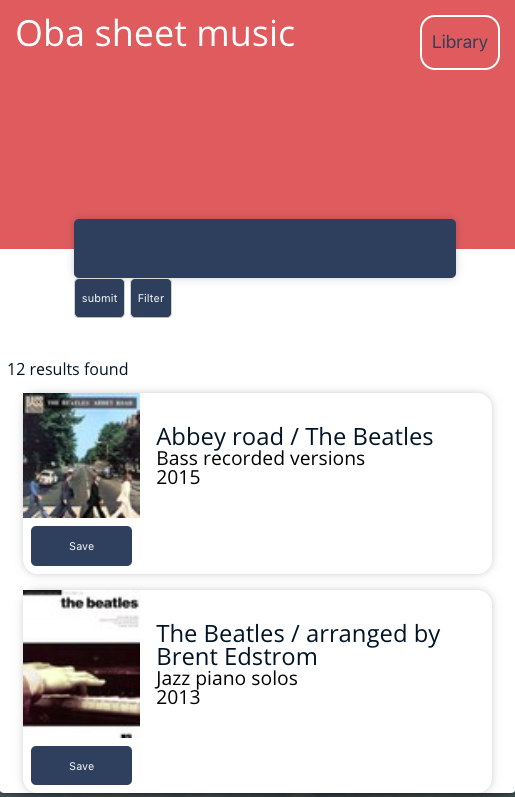 Oba sheet music
Library
submit
Filter
12 results found
BASS
THE BEATLES ABBEY ROAD
Abbey road / The Beatles
Bass recorded versions
2015
Save
the beatles
The Beatles / arranged by
Brent Edstrom
Jazz piano solos
2013
Save